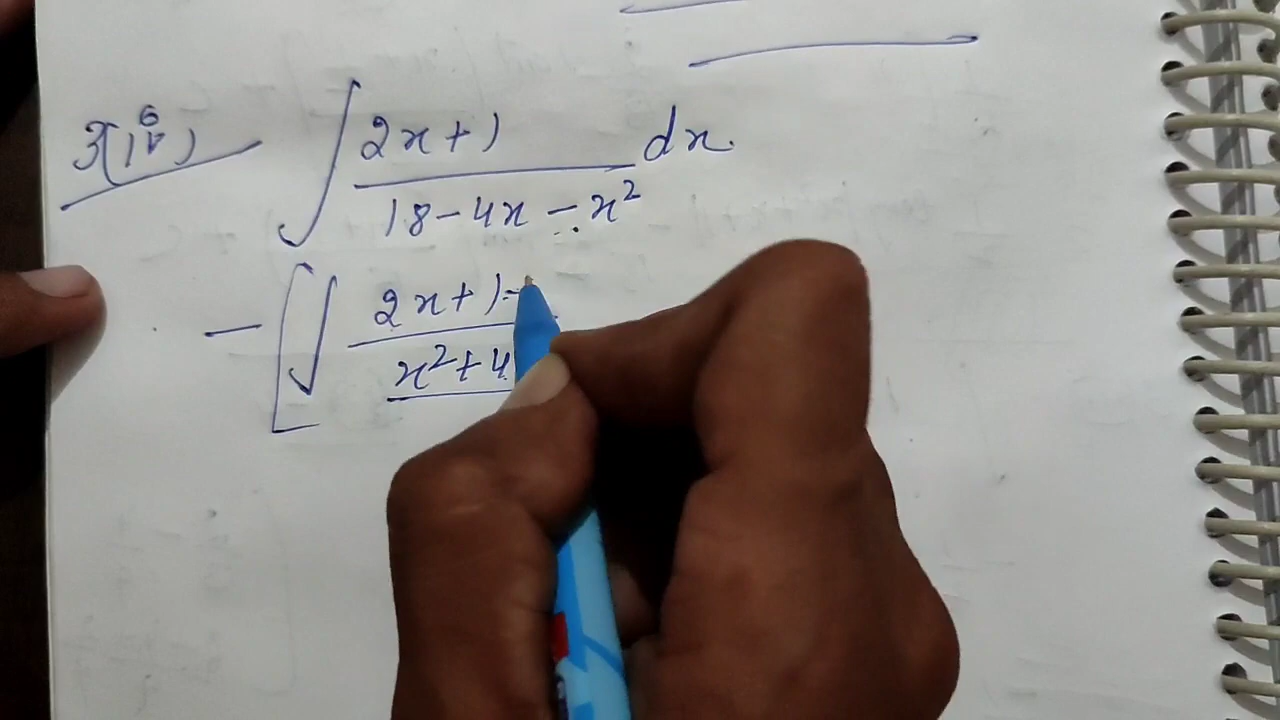 3(iv) ∫ 2x+1 / 18-4x-x² dx
- [ ∫ 2x+1- / x²+4